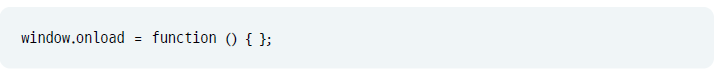 window.onload = function () { };